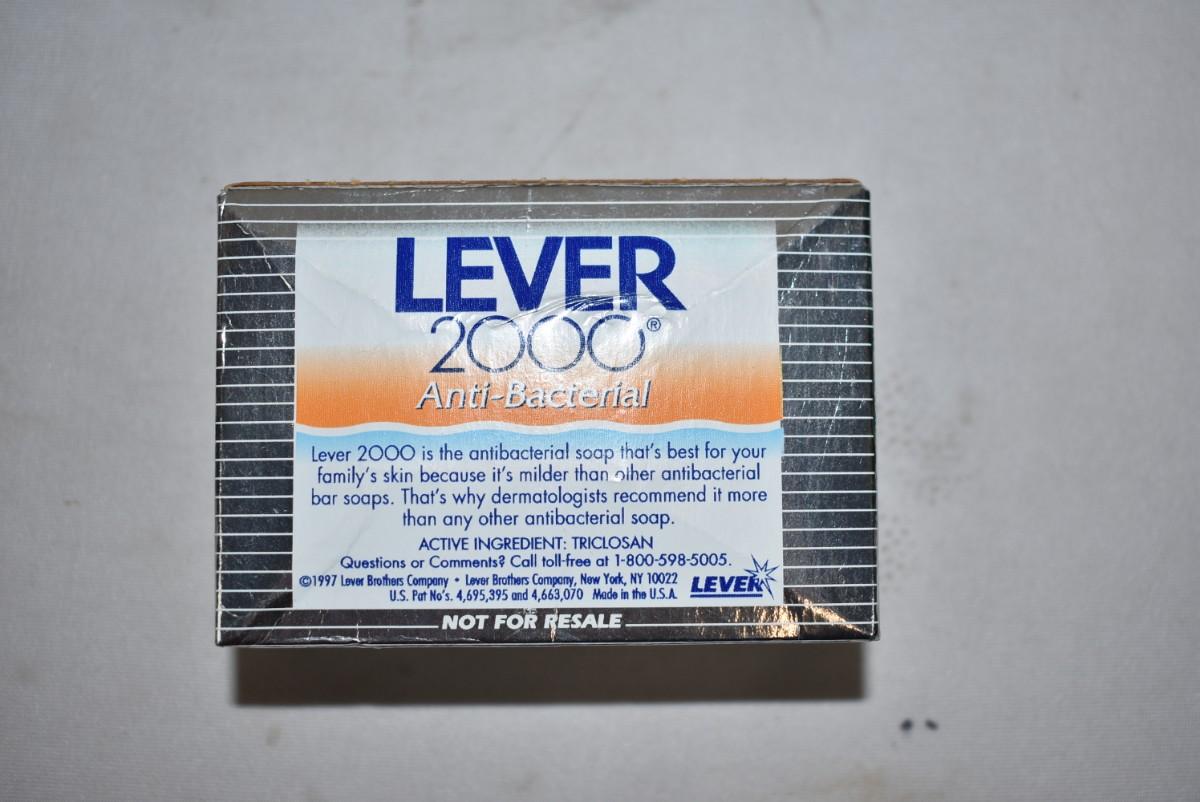 LEVER
2000®
Anti-Bacterial
Lever 2000 is the antibacterial soap that's best for your
family's skin because it's milder than other antibacterial
bar soaps. That's why dermatologists recommend it more
than any other antibacterial soap.
ACTIVE INGREDIENT: TRICLOSAN
Questions or Comments? Call toll-free at 1-800-598-5005.
©1997 Lever Brothers Company • Lever Brothers Company, New York, NY 10022
U.S. Pat No's. 4,695,395 and 4,663,070 Made in the U.S.A.
LEVER
NOT FOR RESALE